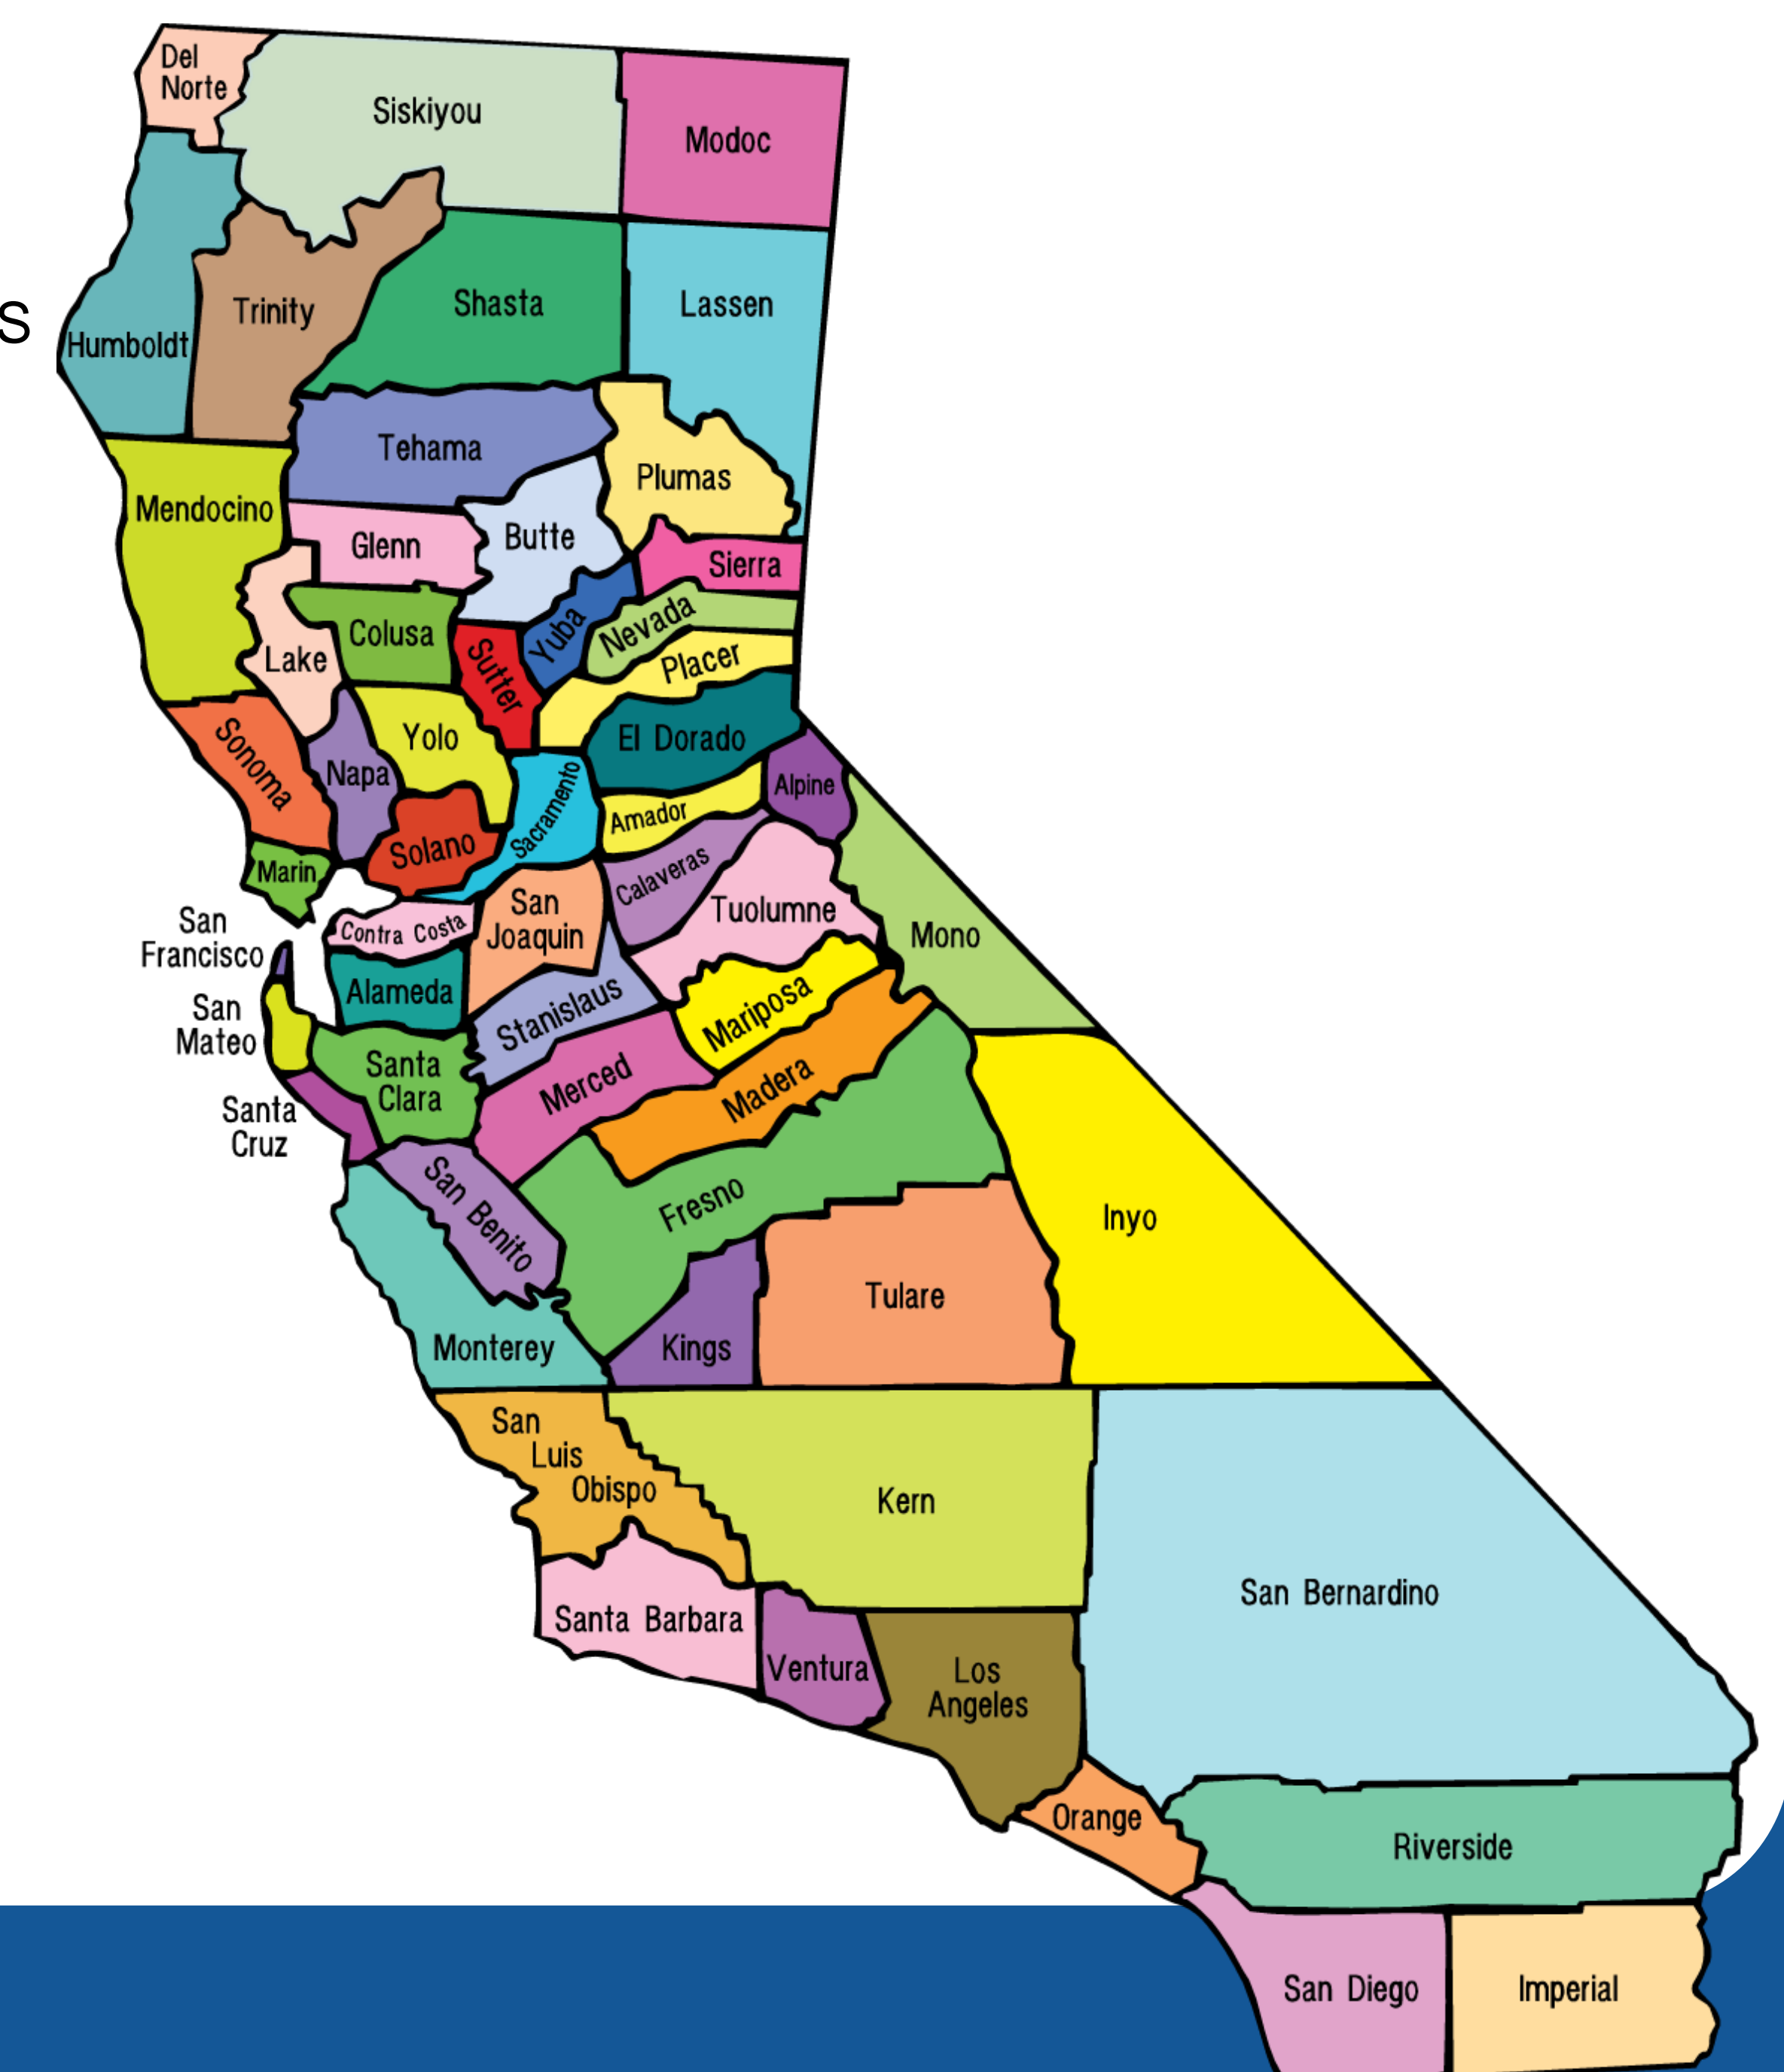 Del
Norte
Siskiyou
Modoc
s
Humboldt
Trinity
Shasta
Lassen
Tehama
Plumas
Mendocino
Glenn
Butte
Sierra
Lake
Colusa
Sutter
Yuba
Nevada
Placer
Sonoma
Napa
Yolo
El Dorado
Sacramento
Amador
Alpine
Solano
Marin
Calaveras
San
Francisco
Contra Costa
San
Joaquin
Tuolumne
Mono
Alameda
Stanislaus
Mariposa
San
Mateo
Santa
Clara
Merced
Madera
Santa
Cruz
San Benito
Fresno
Inyo
Monterey
Kings
Tulare
San
Luis
Obispo
Kern
San Bernardino
Santa Barbara
Ventura
Los
Angeles
Orange
Riverside
San Diego
Imperial